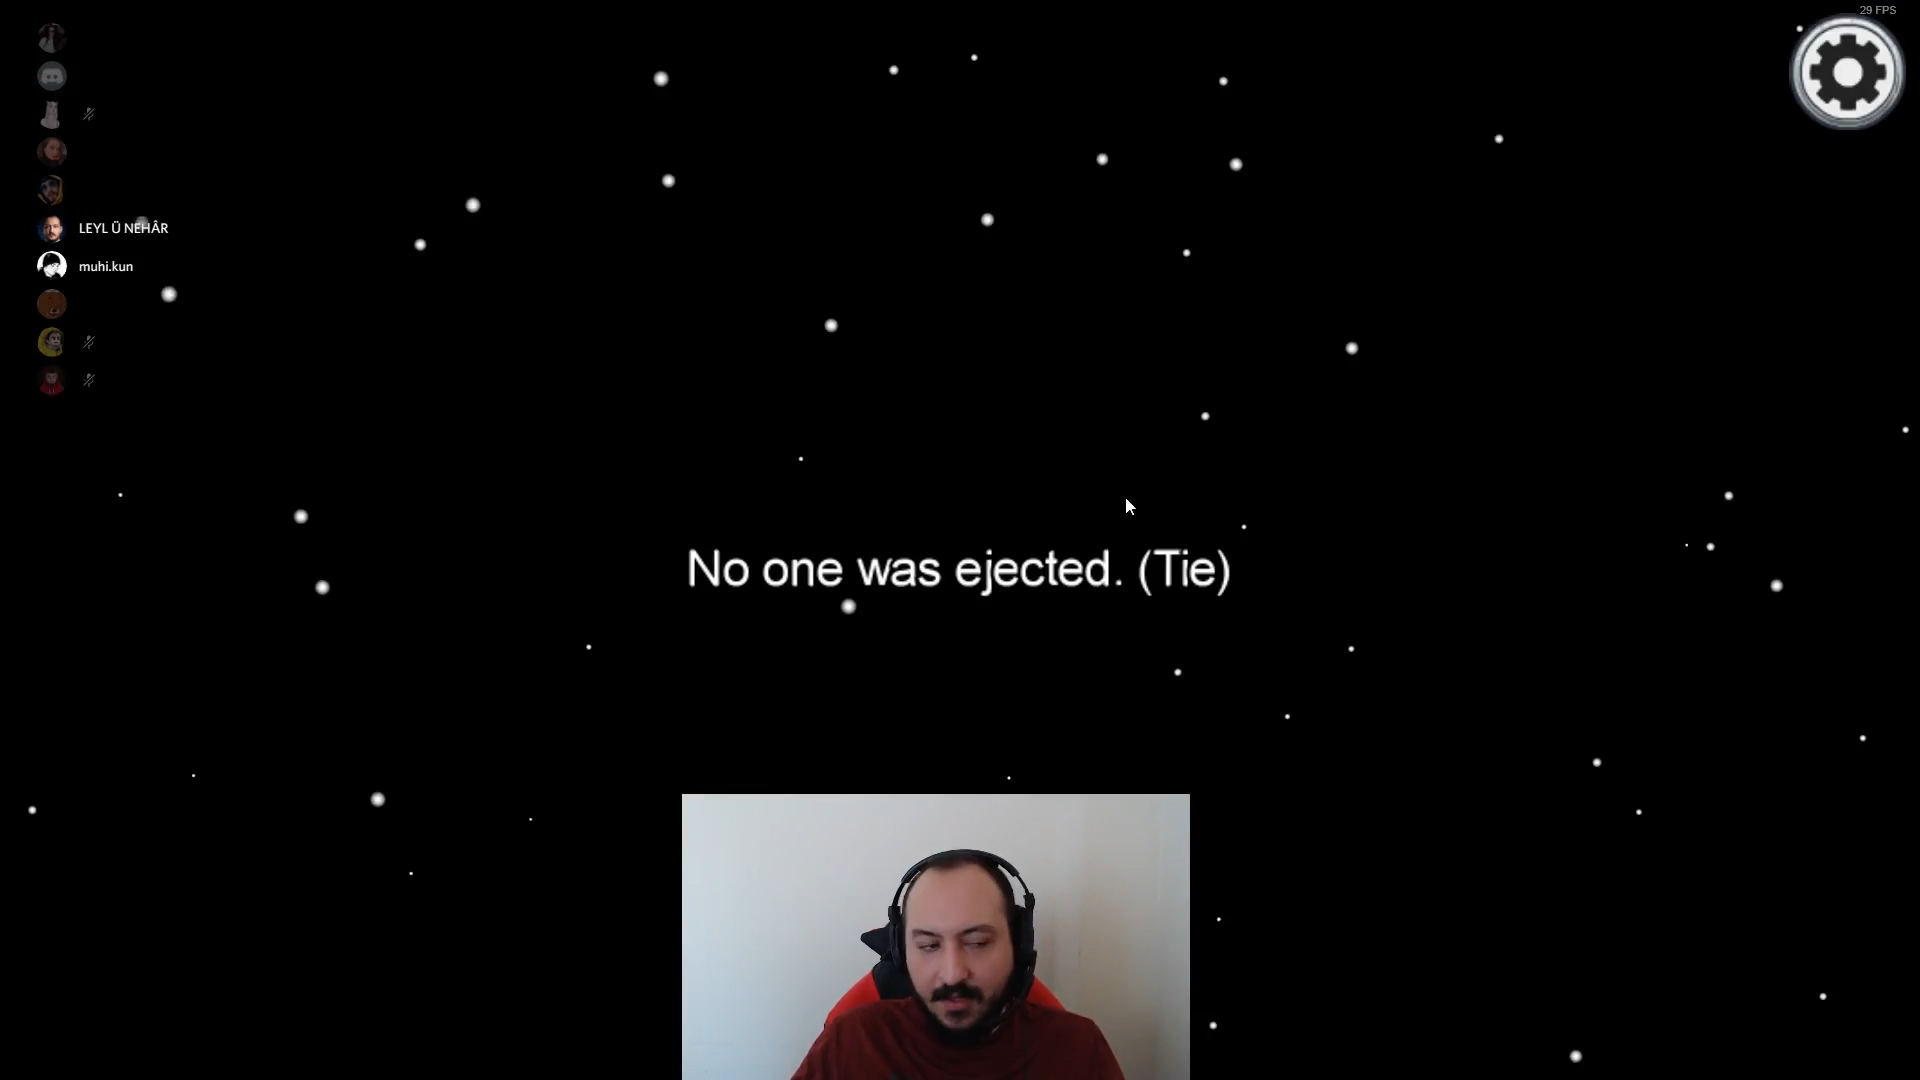 29 FPS
LEYL Ü NEHÂR
muhi.kun
No one was ejected. (Tie)